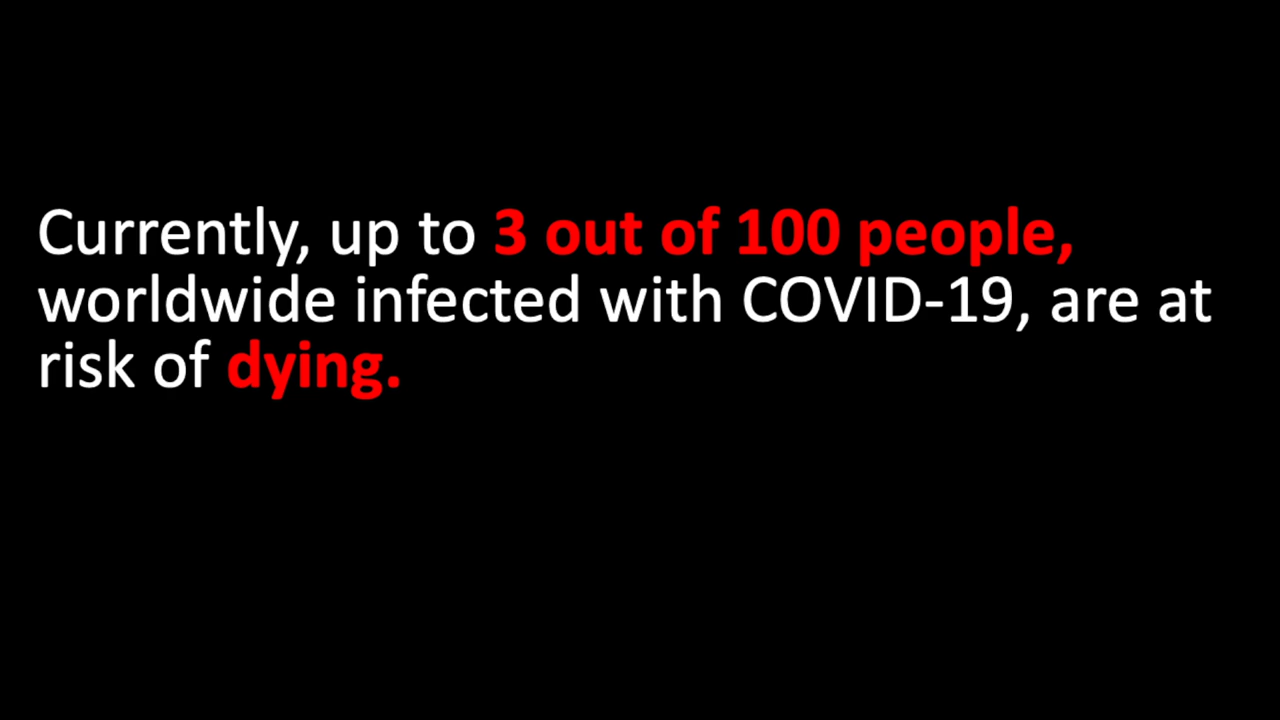 Currently, up to 3 out of 100 people,
worldwide infected with COVID-19, are at
risk of dying.